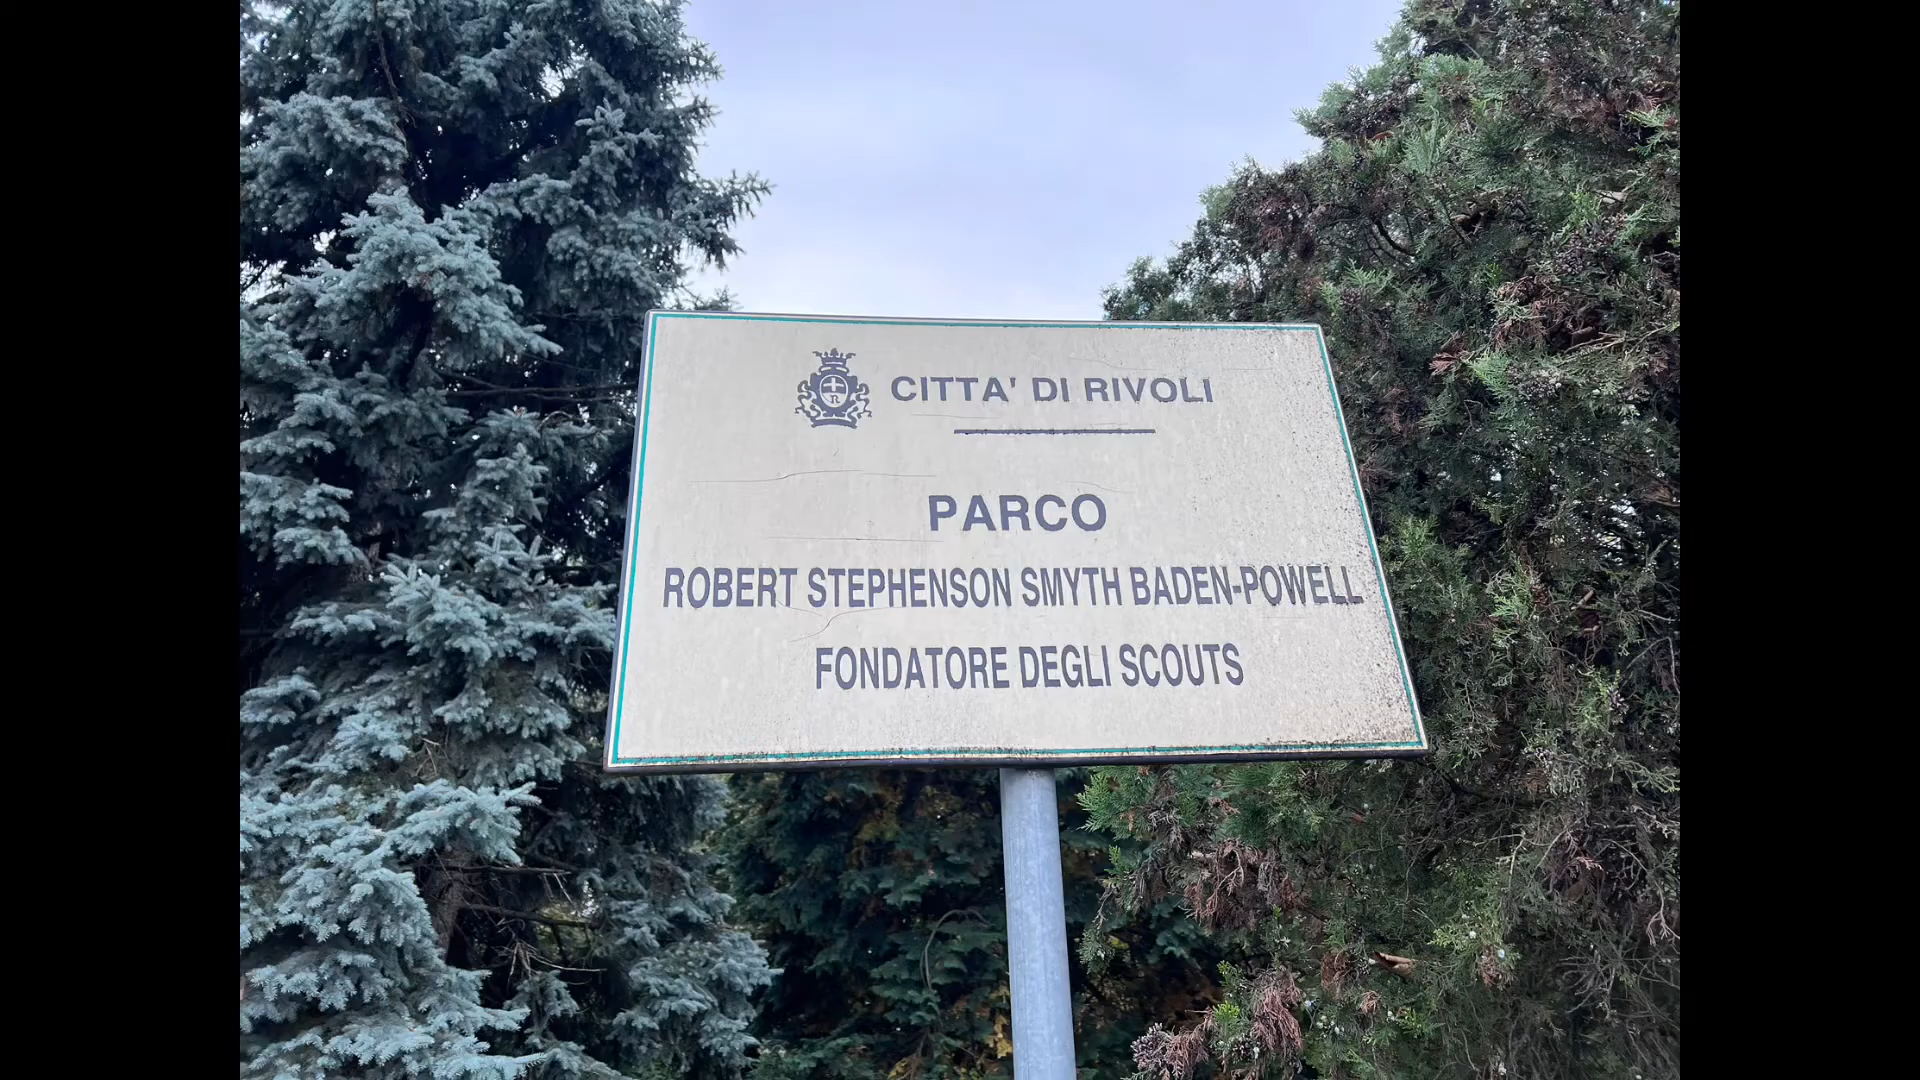 CITTA' DI RIVOLI
R
PARCO
ROBERT STEPHENSON SMYTH BADEN-POWELL
FONDATORE DEGLI SCOUTS